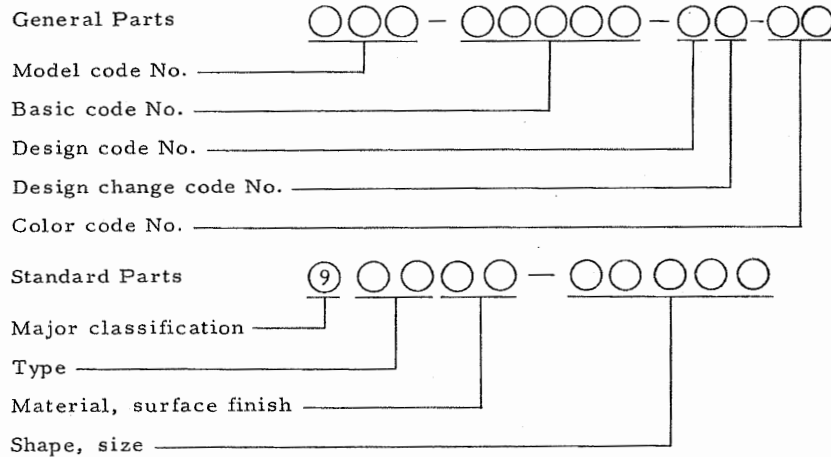 General Parts ○○○ - ○○○○○ - ○○ - ○○
Model code No.
Basic code No.
Design code No.
Design change code No.
Color code No.
Standard Parts ⑨ ○○○○ — ○○○○○
Major classification
Type
Material, surface finish
Shape, size